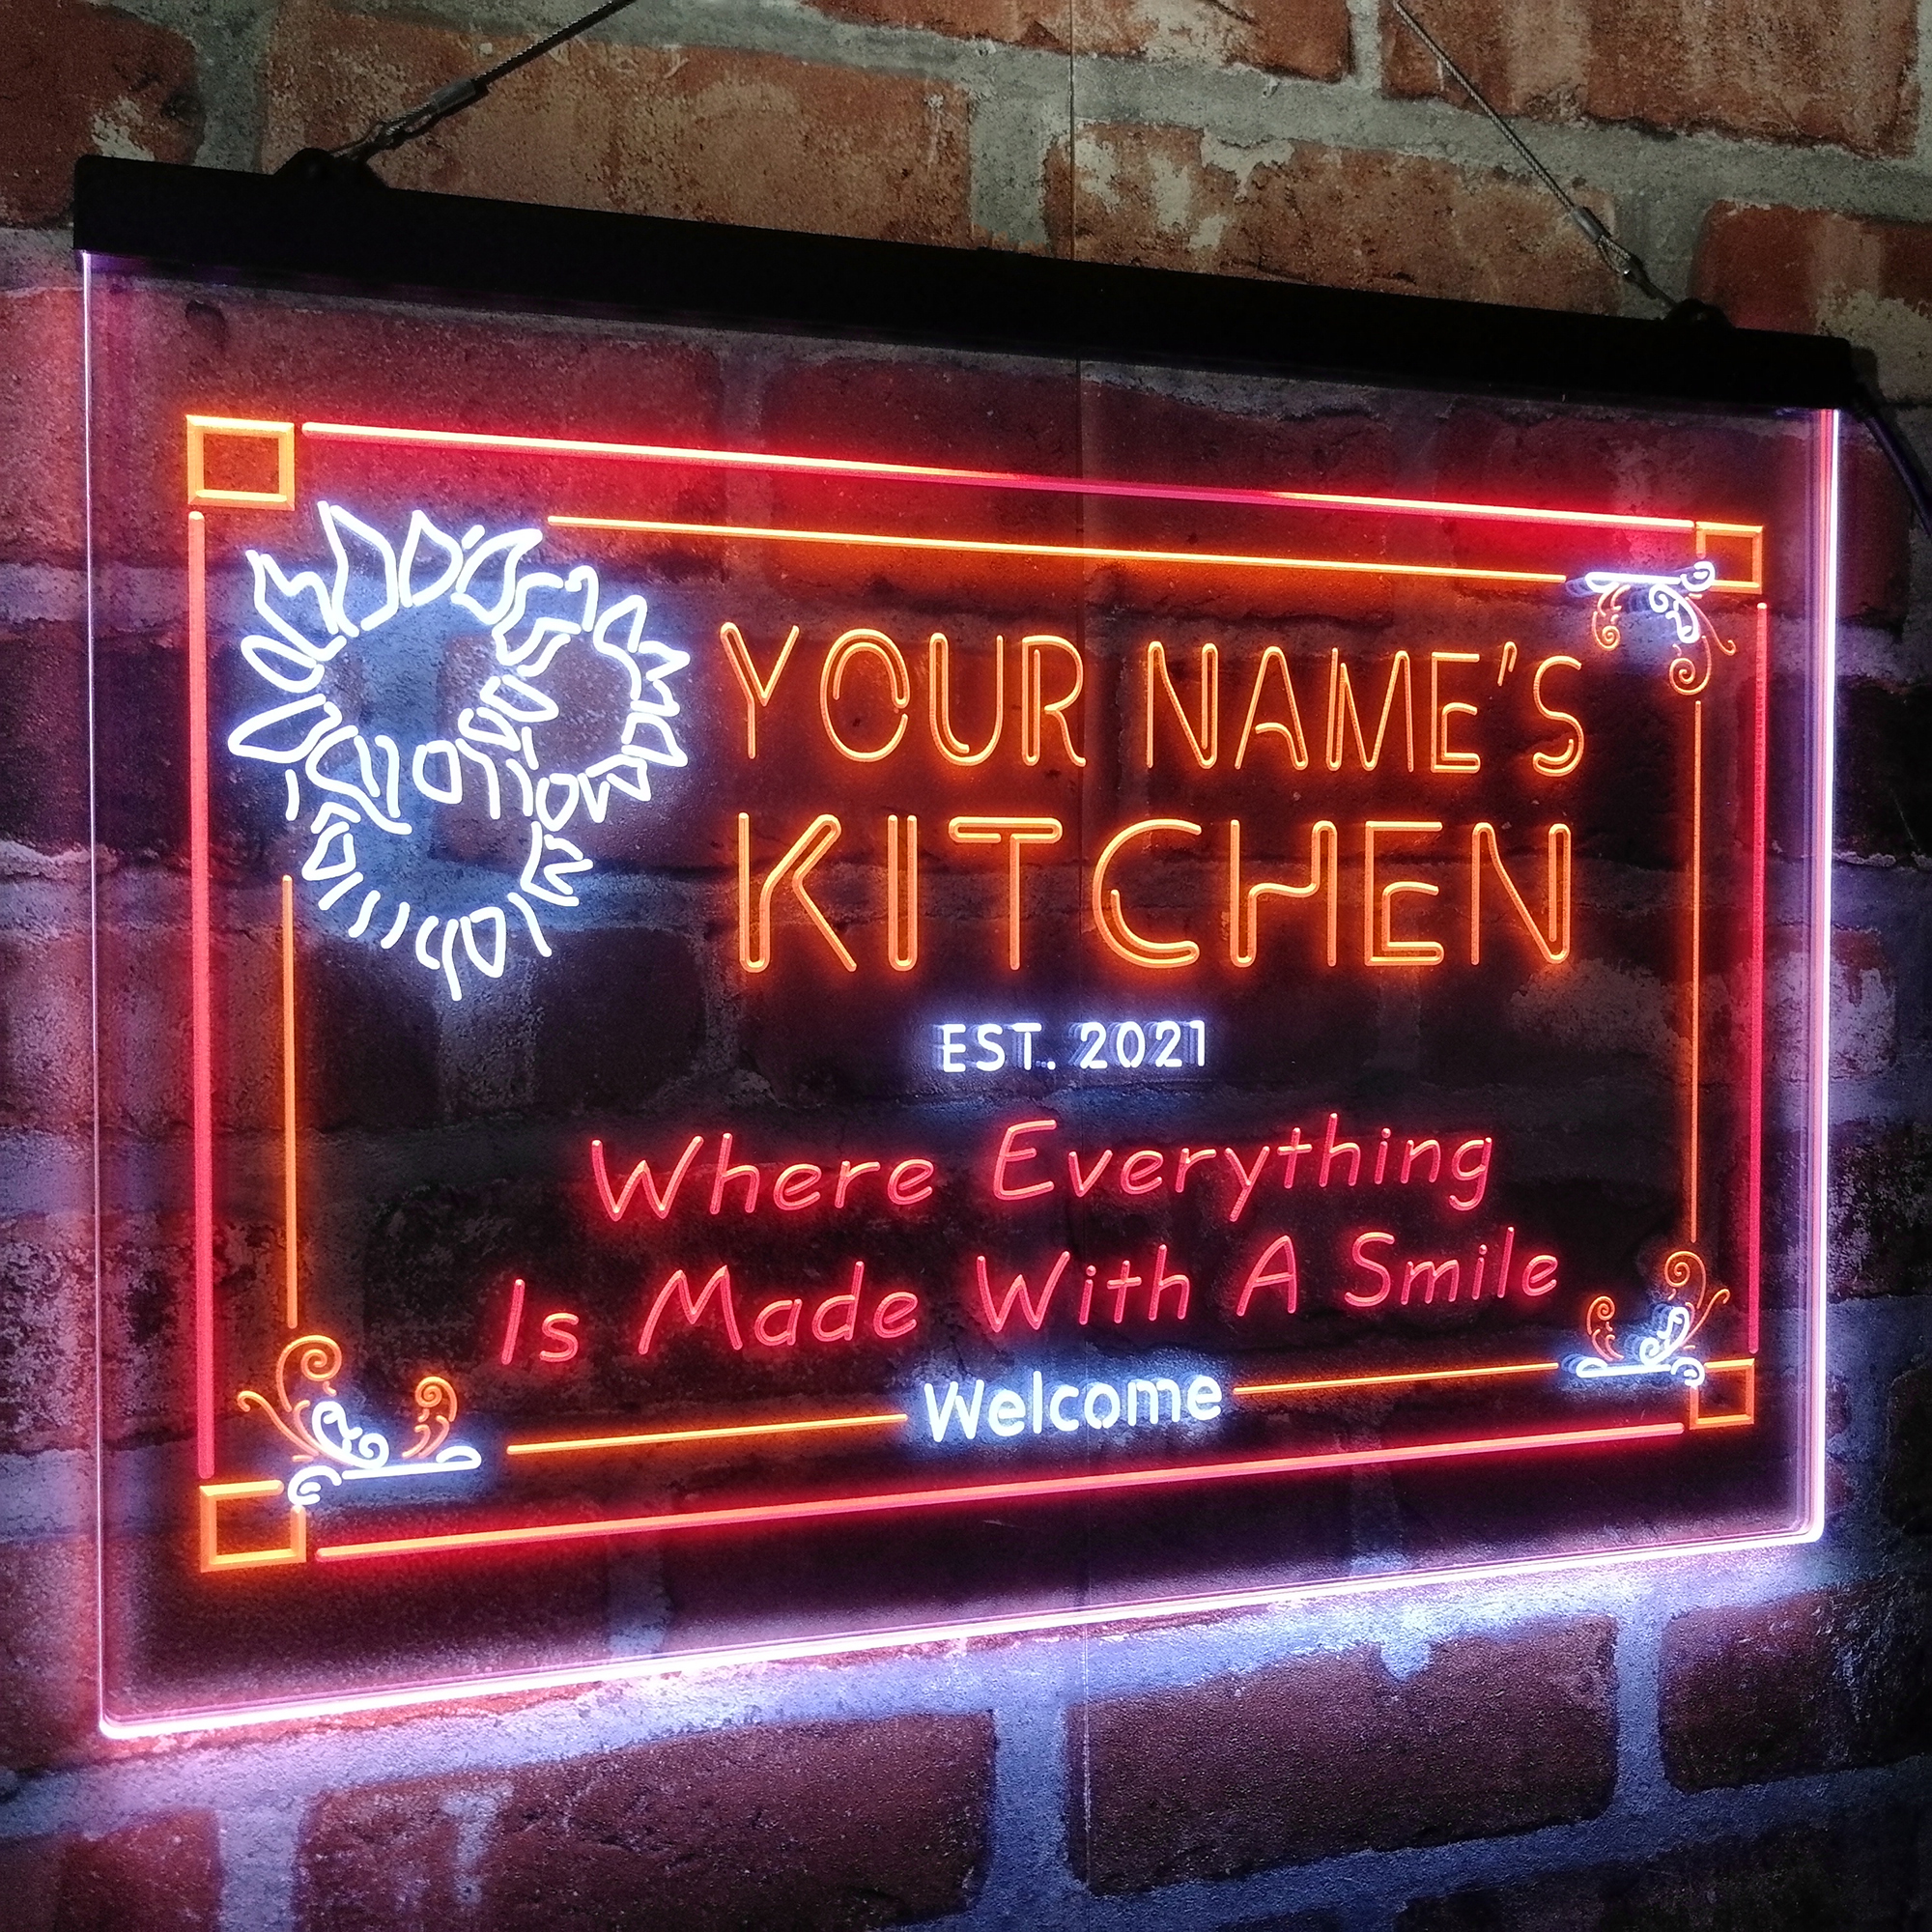 YOUR NAME'S
KITCHEN
EST. 2021
Where Everything
Is Made With A Smile
Welcome